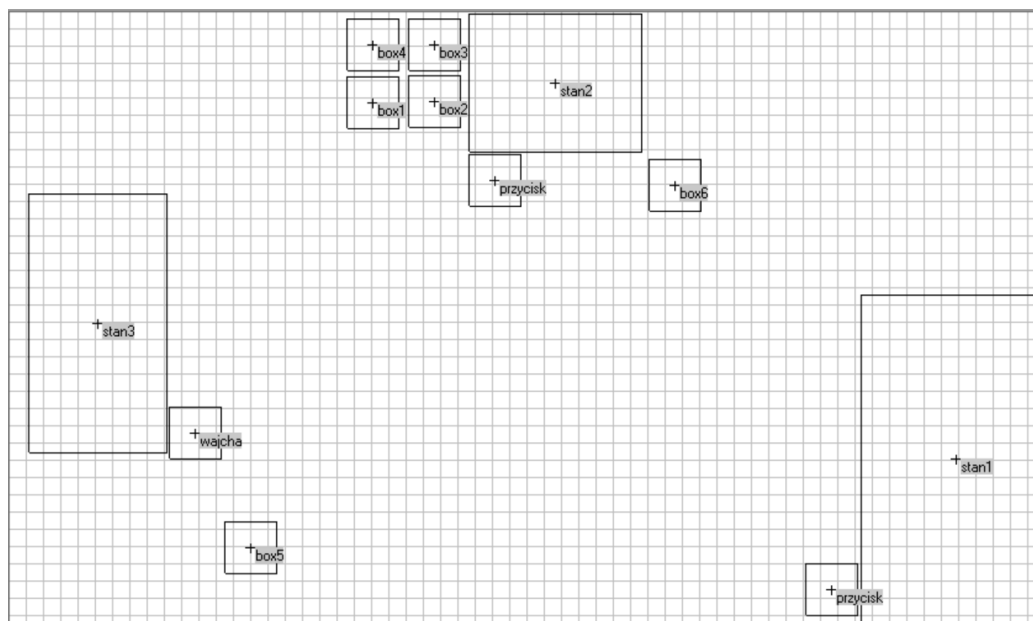 box4
box3
box1
box2
stan2
przycisk
box6
stan3
wajcha
stan1
box5
przycisk